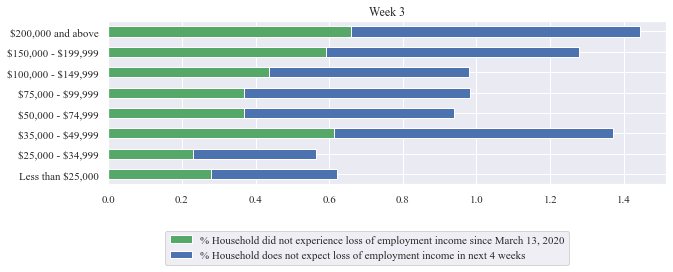 Week 3
$200,000 and above
$150,000 - $199,999
$100,000 - $149,999
$75,000 - $99,999
$50,000 - $74,999
$35,000 - $49,999
$25,000 - $34,999
Less than $25,000
0.0 0.2 0.4 0.6 0.8 1.0 1.2 1.4
% Household did not experience loss of employment income since March 13, 2020
% Household does not expect loss of employment income in next 4 weeks